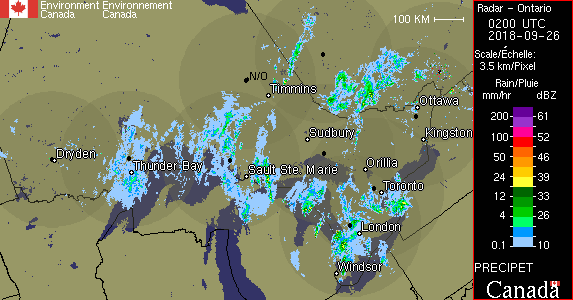 Environment Environnement
Canada Canada
100 KM
N/O
Timmins
Ottawa
Sudbury
Kingston
Dryden
Thunder Bay
Sault Ste. Marie
Orillia
Toronto
London
Windsor
Radar - Ontario
0200 UTC
2018-09-26
Scale/Échelle:
3.5 km/Pixel
Rain/Pluie
mm/hr dBZ
200 61
100 52
50 46
24 39
12 33
4 26
2 20
0.1 10
PRECIPET
Canada